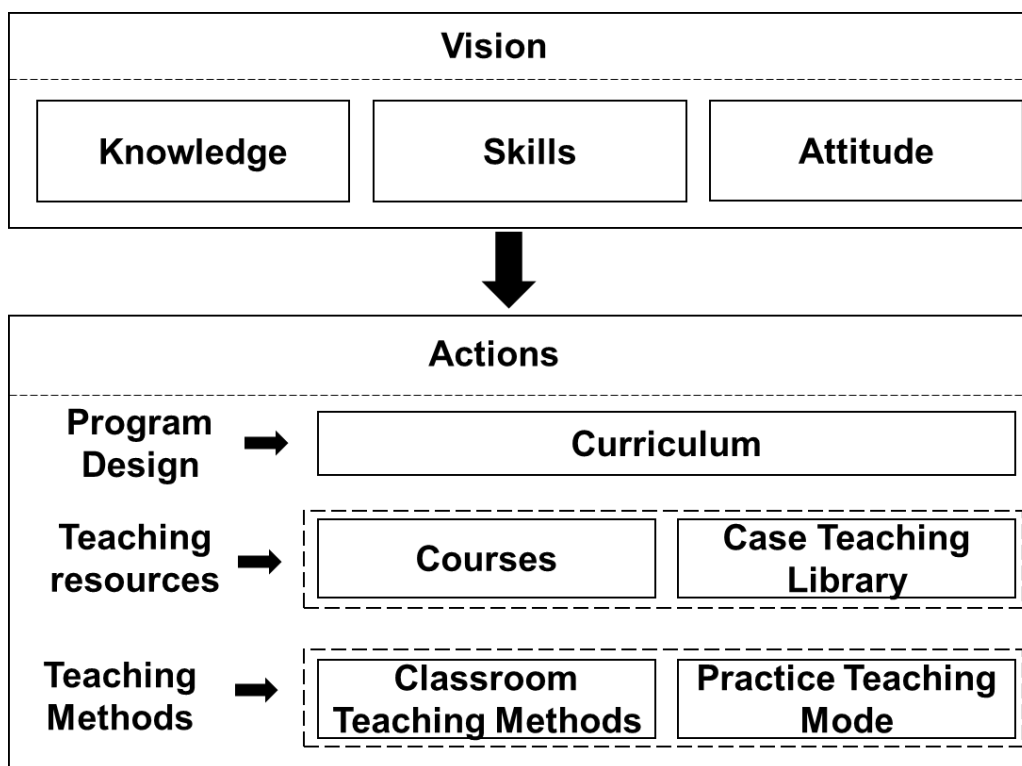 Vision
Knowledge
Skills
Attitude
Actions
Program
Design
Curriculum
Teaching
resources
Courses
Case Teaching
Library
Teaching
Methods
Classroom
Teaching Methods
Practice Teaching
Mode